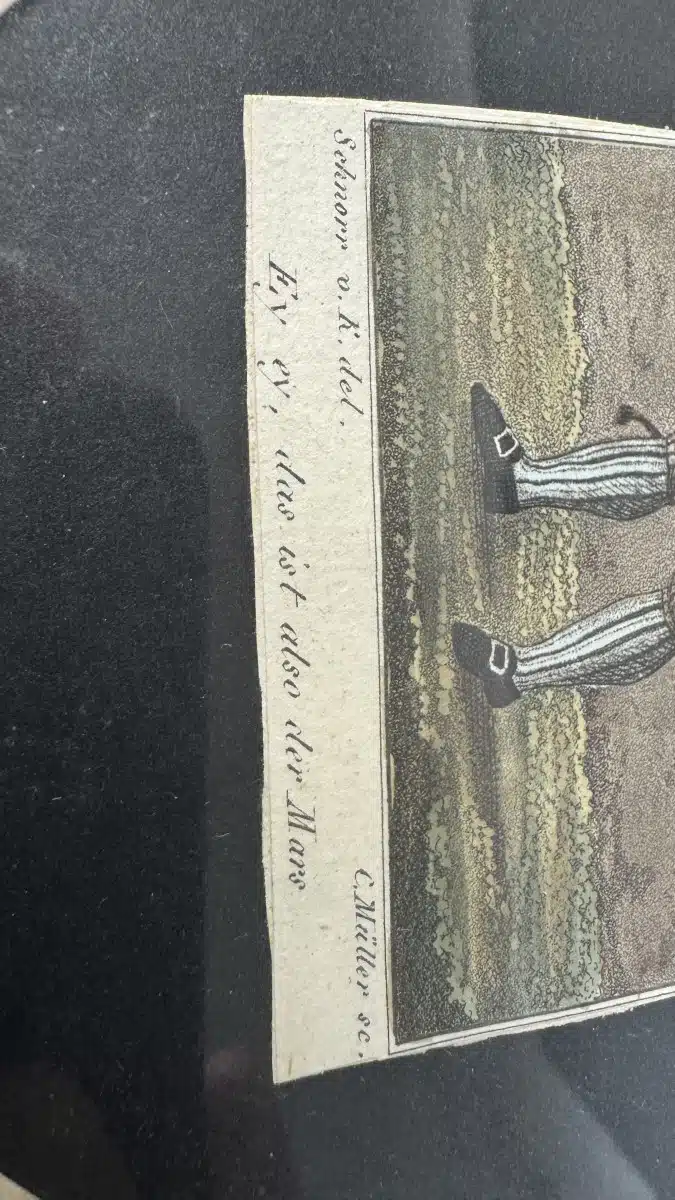 Schnorr v. K. del.
C. Müller sc.
Ey ey, das ist also der Mars